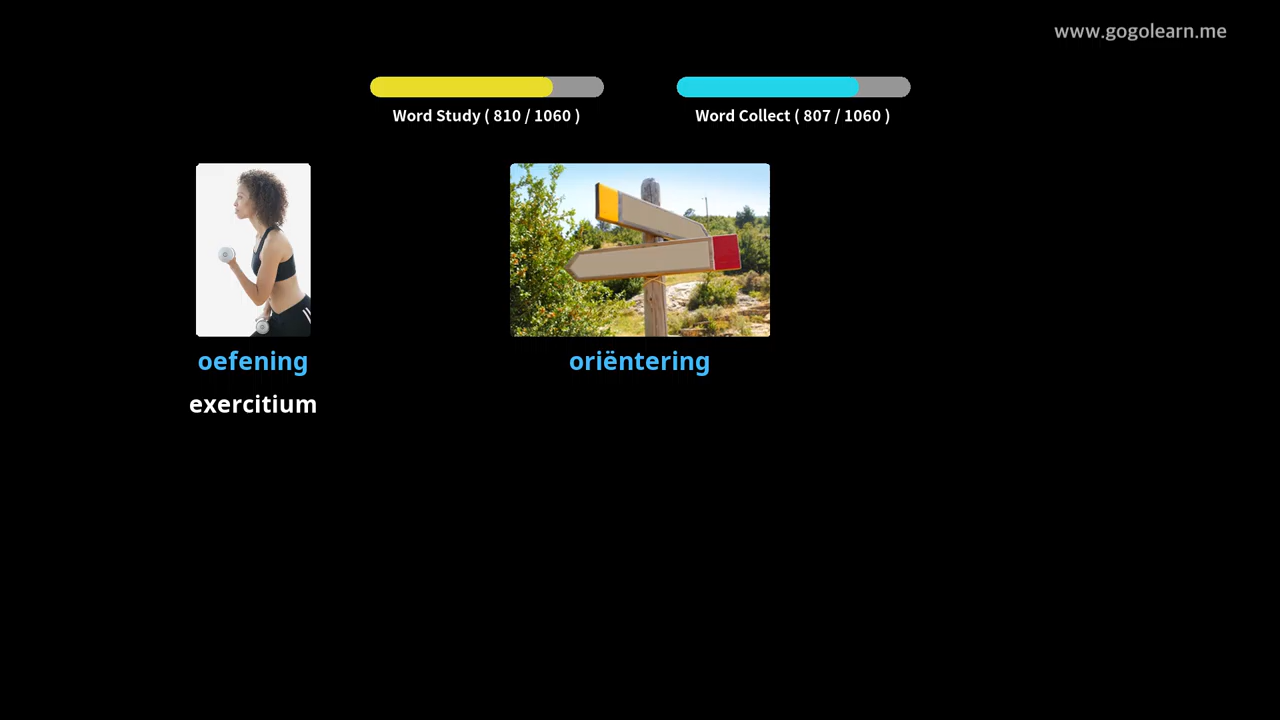 www.gogolearn.me
Word Study ( 810 / 1060 )
Word Collect ( 807 / 1060 )
oefening
oriëntering
exercitium